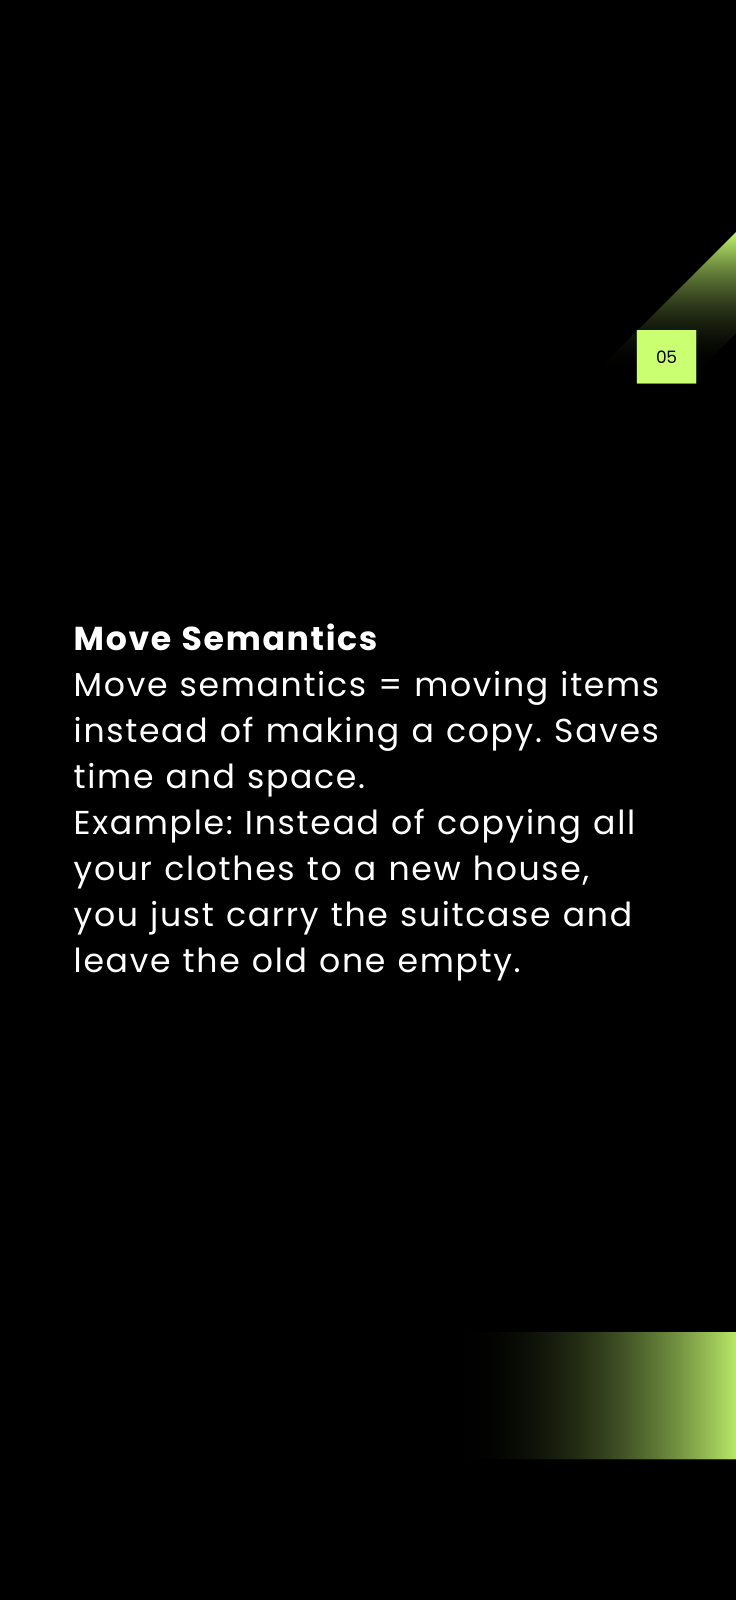 05
Move Semantics
Move semantics = moving items
instead of making a copy. Saves
time and space.
Example: Instead of copying all
your clothes to a new house,
you just carry the suitcase and
leave the old one empty.